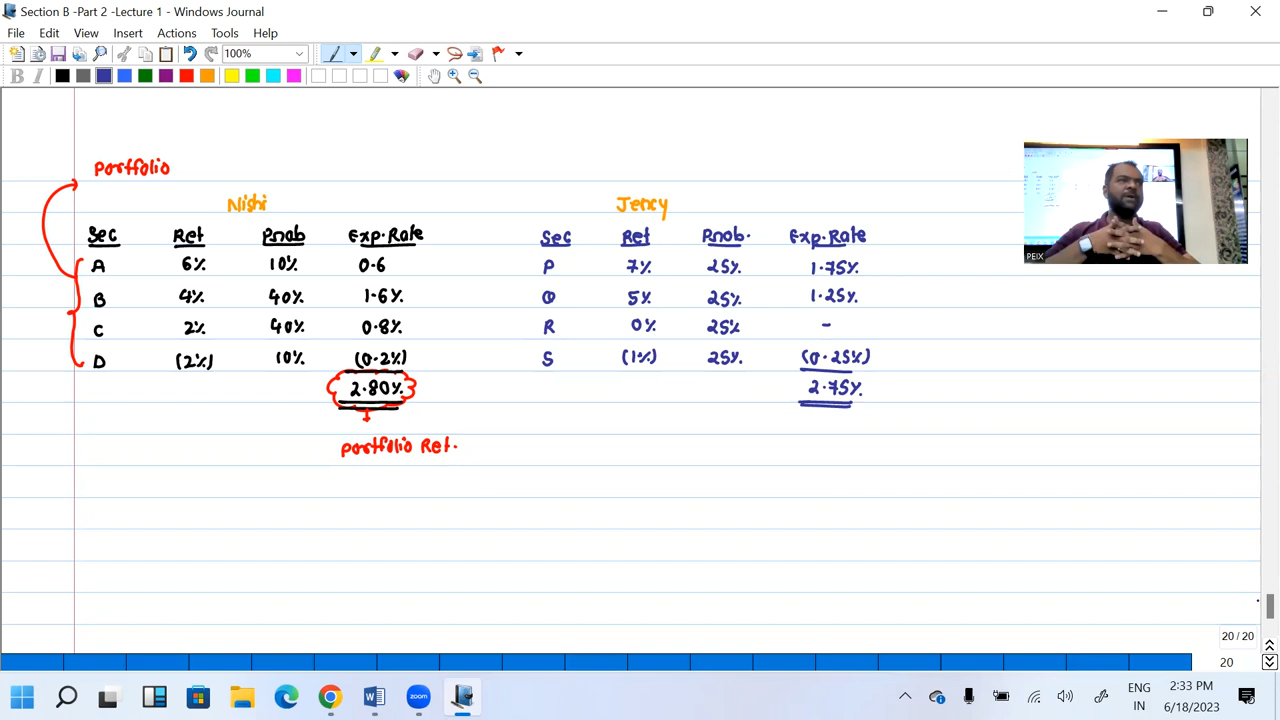 Section B -Part 2 -Lecture 1 - Windows Journal
File Edit View Insert Actions Tools Help
100%
B I
Portfolio
Nishi Jency
Sec Ret Prob Exp.Rate Sec Ret Prob. Exp.Rate
A 6% 10% 0.6 P 7% 25% 1.75%
B 4% 40% 1.6% Q 5% 25% 1.25%
C 2% 40% 0.8% R 0% 25% -
D (2%) 10% (0.2%) S (1%) 25% (0.25%)
2.80% 2.75%
Portfolio Ret.
PEIX
20 / 20
20
zoom
ENG
IN
2:33 PM
6/18/2023